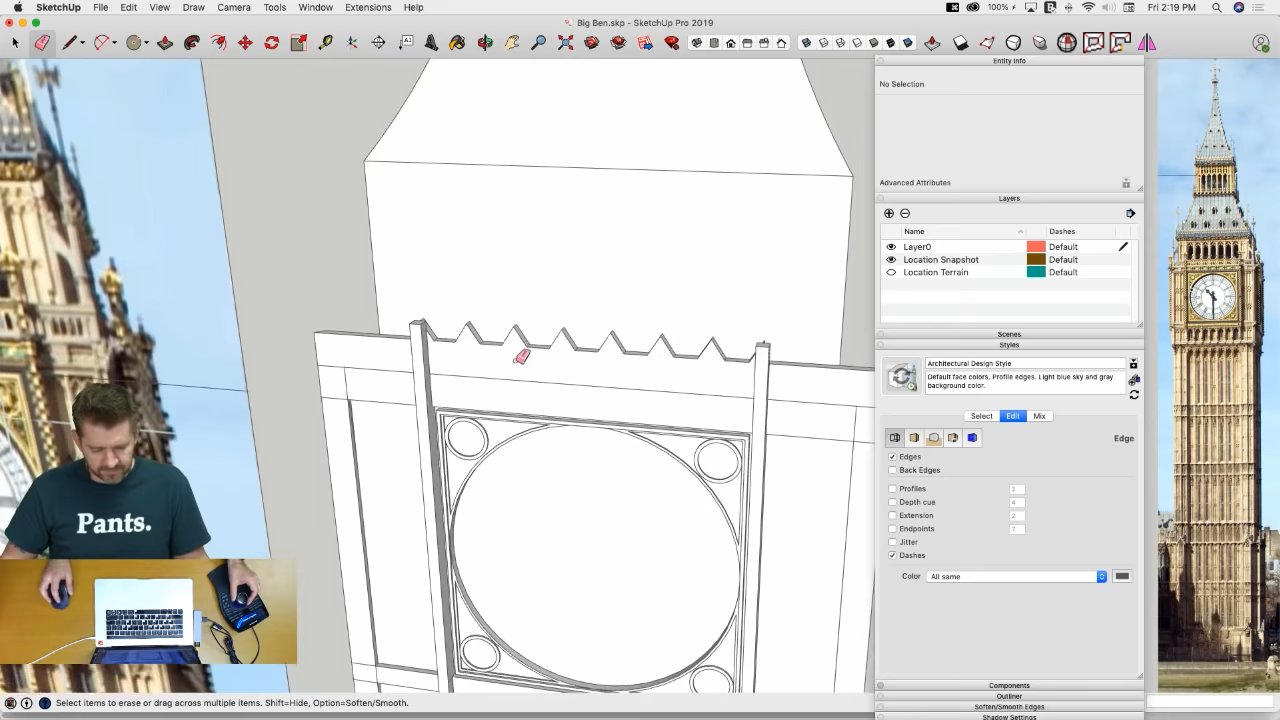 SketchUp File Edit View Draw Camera Tools Window Extensions Help
100% Fri 2:19 PM
Big Ben.skp - SketchUp Pro 2019
Entity Info
No Selection
Advanced Attributes
Layers
Name Dashes
Layer0 Default
Location Snapshot Default
Location Terrain Default
Scenes
Styles
Architectural Design Style
Default face colors. Profile edges. Light blue sky and gray
background color.
Select Edit Mix
Edge
Edges
Back Edges
Profiles 2
Depth cue 4
Extension 2
Endpoints 7
Jitter
Dashes
Color All same
Pants.
Components
Outliner
Soften/Smooth Edges
Shadow Settings
Select items to erase or drag across multiple items. Shift=Hide, Option=Soften/Smooth.